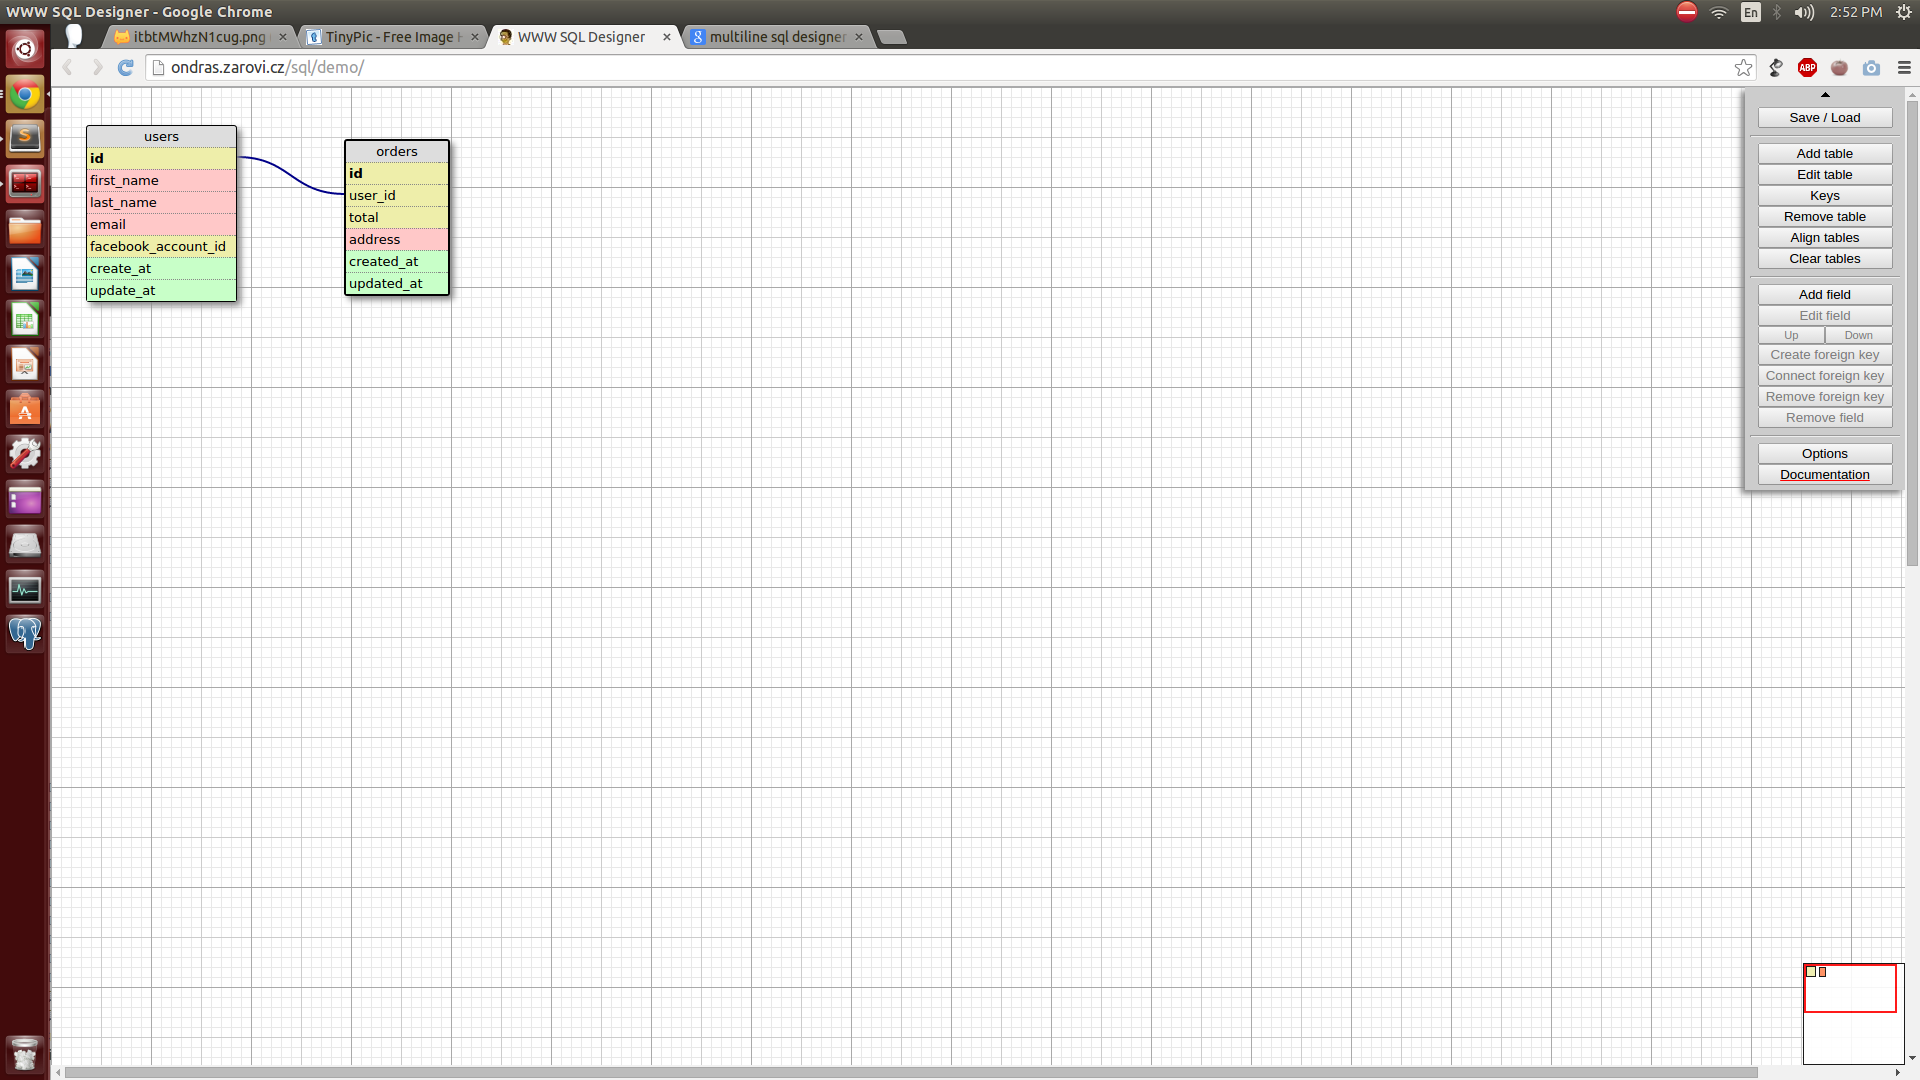 WWW SQL Designer - Google Chrome
En
2:52 PM
itbtMWhzN1cug.png
TinyPic - Free Image H
WWW SQL Designer
multiline sql designer
ondras.zarovi.cz/sql/demo/
ABP
users
id
first_name
last_name
email
facebook_account_id
create_at
update_at
orders
id
user_id
total
address
created_at
updated_at
Save / Load
Add table
Edit table
Keys
Remove table
Align tables
Clear tables
Add field
Edit field
Up Down
Create foreign key
Connect foreign key
Remove foreign key
Remove field
Options
Documentation